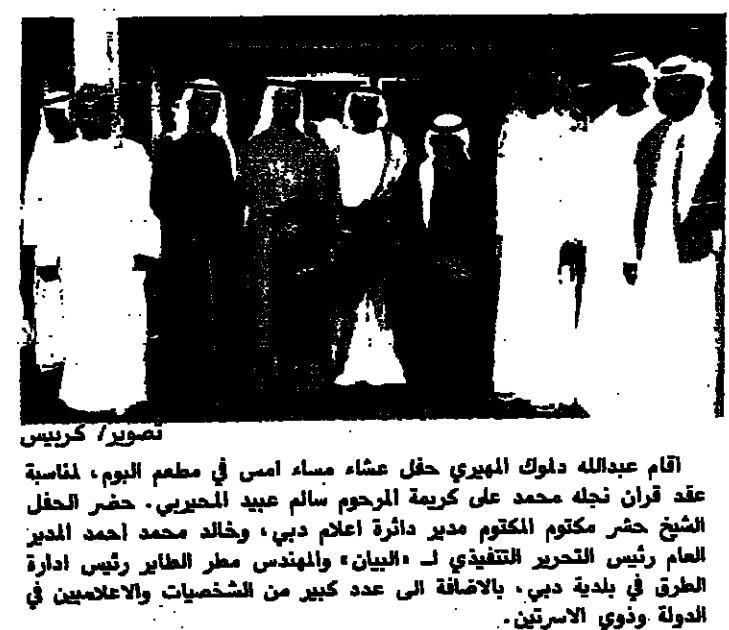 تصوير/ كريس
اقام عبدالله دلموك المهيري حفل عشاء مساء امس في مطعم البوم، لمناسبة
عقد قران نجله محمد على كريمة المرحوم سالم عبيد المحيربي. حضر الحفل
الشيخ حشر مكتوم المكتوم مدير دائرة اعلام دبي، وخالد محمد احمد المدير
العام رئيس التحرير التنفيذي لـ «البيان» والمهندس مطر الطاير رئيس ادارة
الطرق في بلدية دبي، بالاضافة الى عدد كبير من الشخصيات والاعلاميين في
الدولة وذوي الاسرتين.